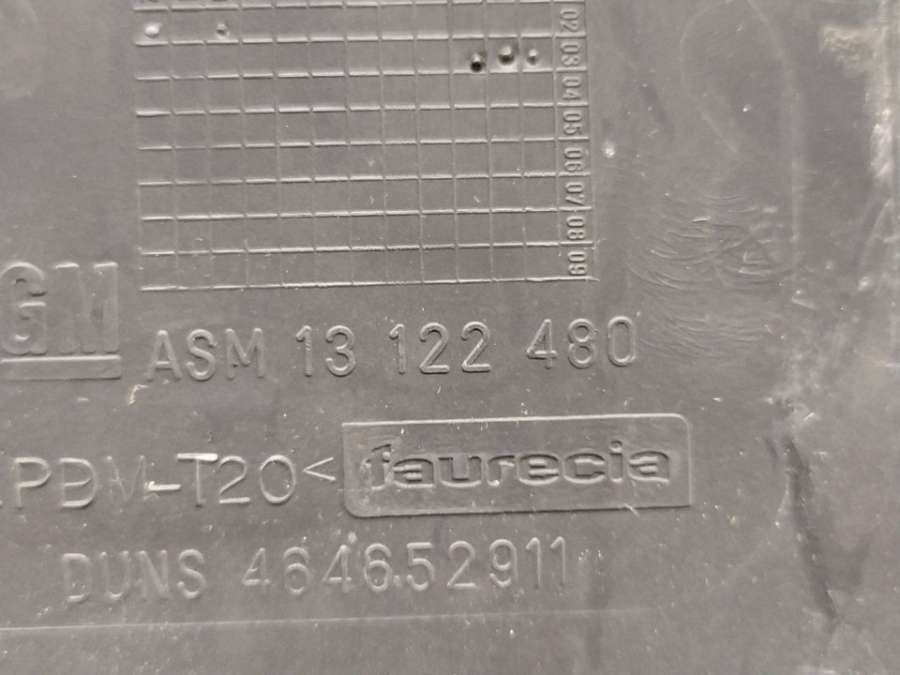 02 03 04 05 06 07 08 09
GM ASM 13 122 480
PDM-T20< faurecia
DUNS 464652911